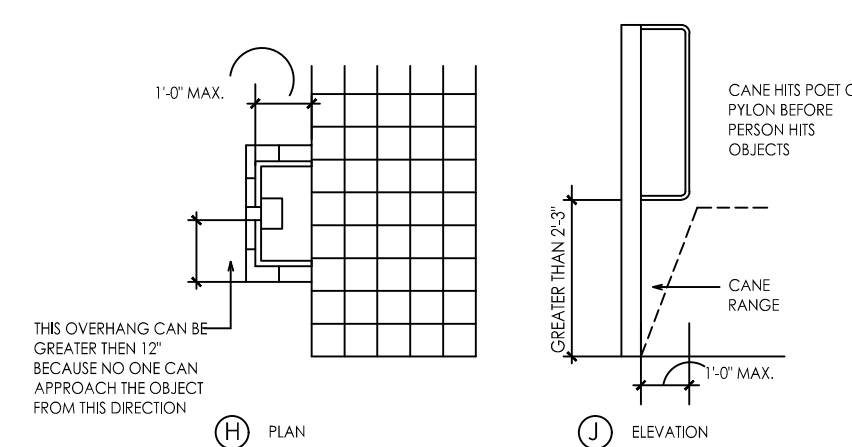 1'-0" MAX.
THIS OVERHANG CAN BE
GREATER THEN 12"
BECAUSE NO ONE CAN
APPROACH THE OBJECT
FROM THIS DIRECTION
H PLAN
CANE HITS POET O
PYLON BEFORE
PERSON HITS
OBJECTS
GREATER THAN 2'-3"
CANE
RANGE
1'-0" MAX.
J ELEVATION